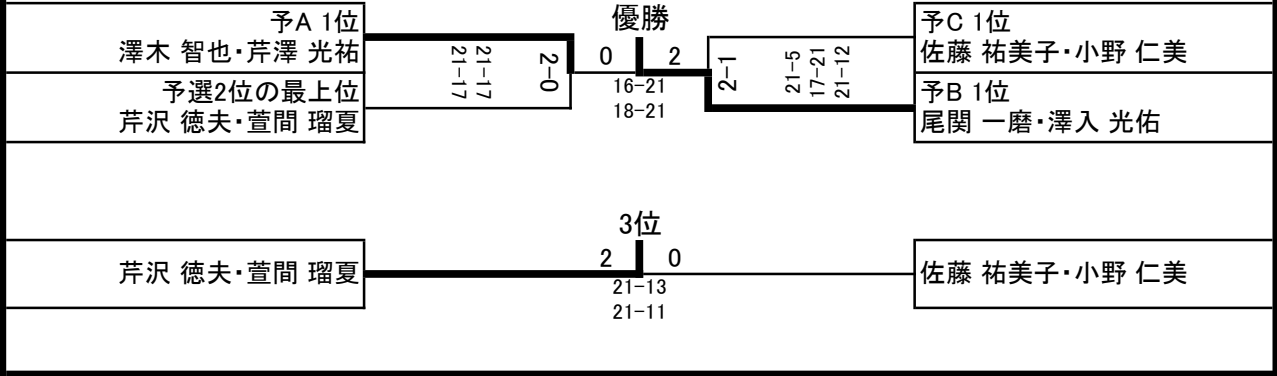 予A 1位
澤木 智也・芹澤 光祐
予選2位の最上位
芹沢 徳夫・萱間 瑠夏
21-17
21-17
2-0
優勝
0 2
16-21
18-21
2-1
21-5
17-21
21-12
予C 1位
佐藤 祐美子・小野 仁美
予B 1位
尾関 一磨・澤入 光佑
3位
芹沢 徳夫・萱間 瑠夏
2 0
21-13
21-11
佐藤 祐美子・小野 仁美